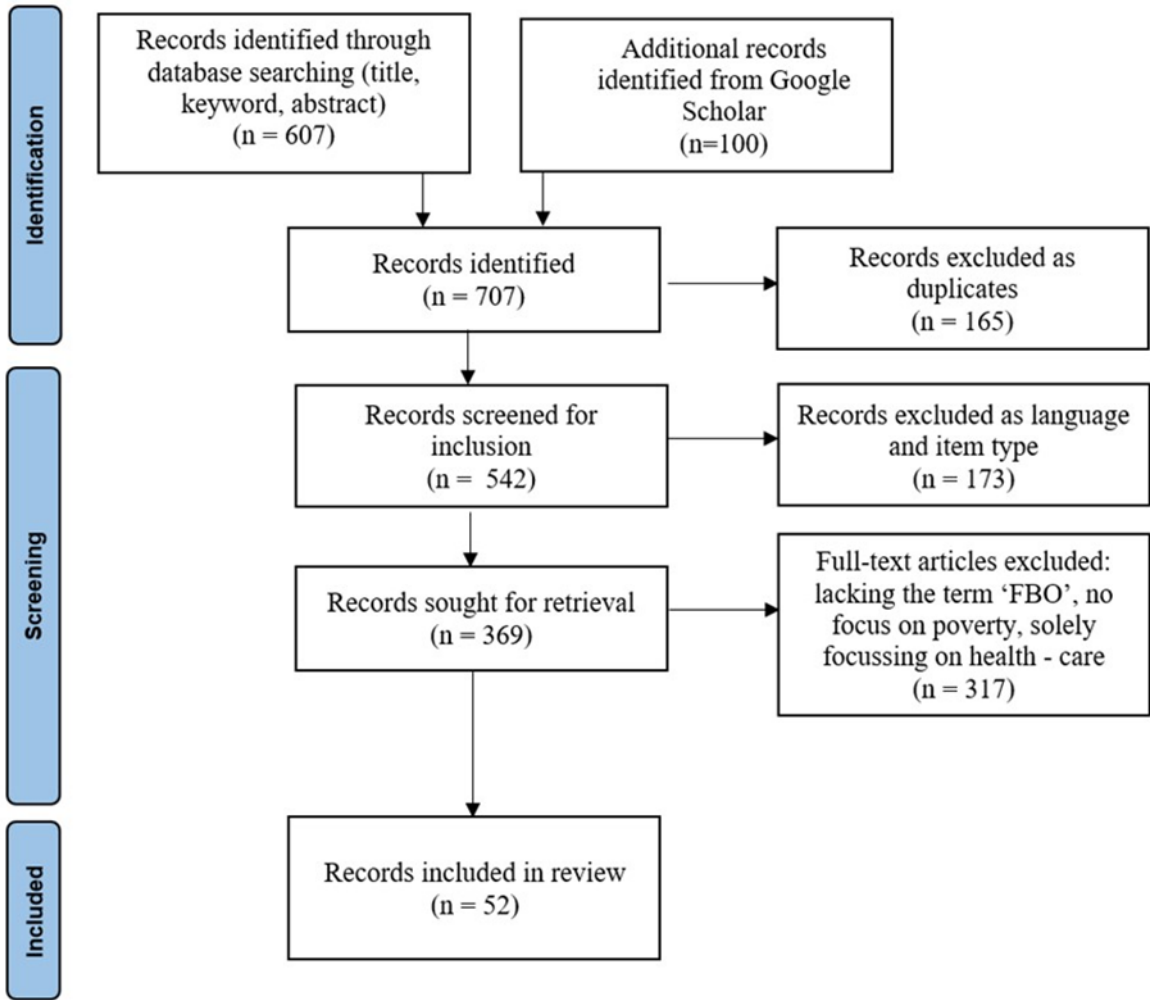 Identification
Records identified through
database searching (title,
keyword, abstract)
(n = 607)
Additional records
identified from Google
Scholar
(n=100)
Records identified
(n = 707)
Records excluded as
duplicates
(n = 165)
Screening
Records screened for
inclusion
(n = 542)
Records excluded as language
and item type
(n = 173)
Records sought for retrieval
(n = 369)
Full-text articles excluded:
lacking the term ‘FBO’, no
focus on poverty, solely
focussing on health - care
(n = 317)
Included
Records included in review
(n = 52)